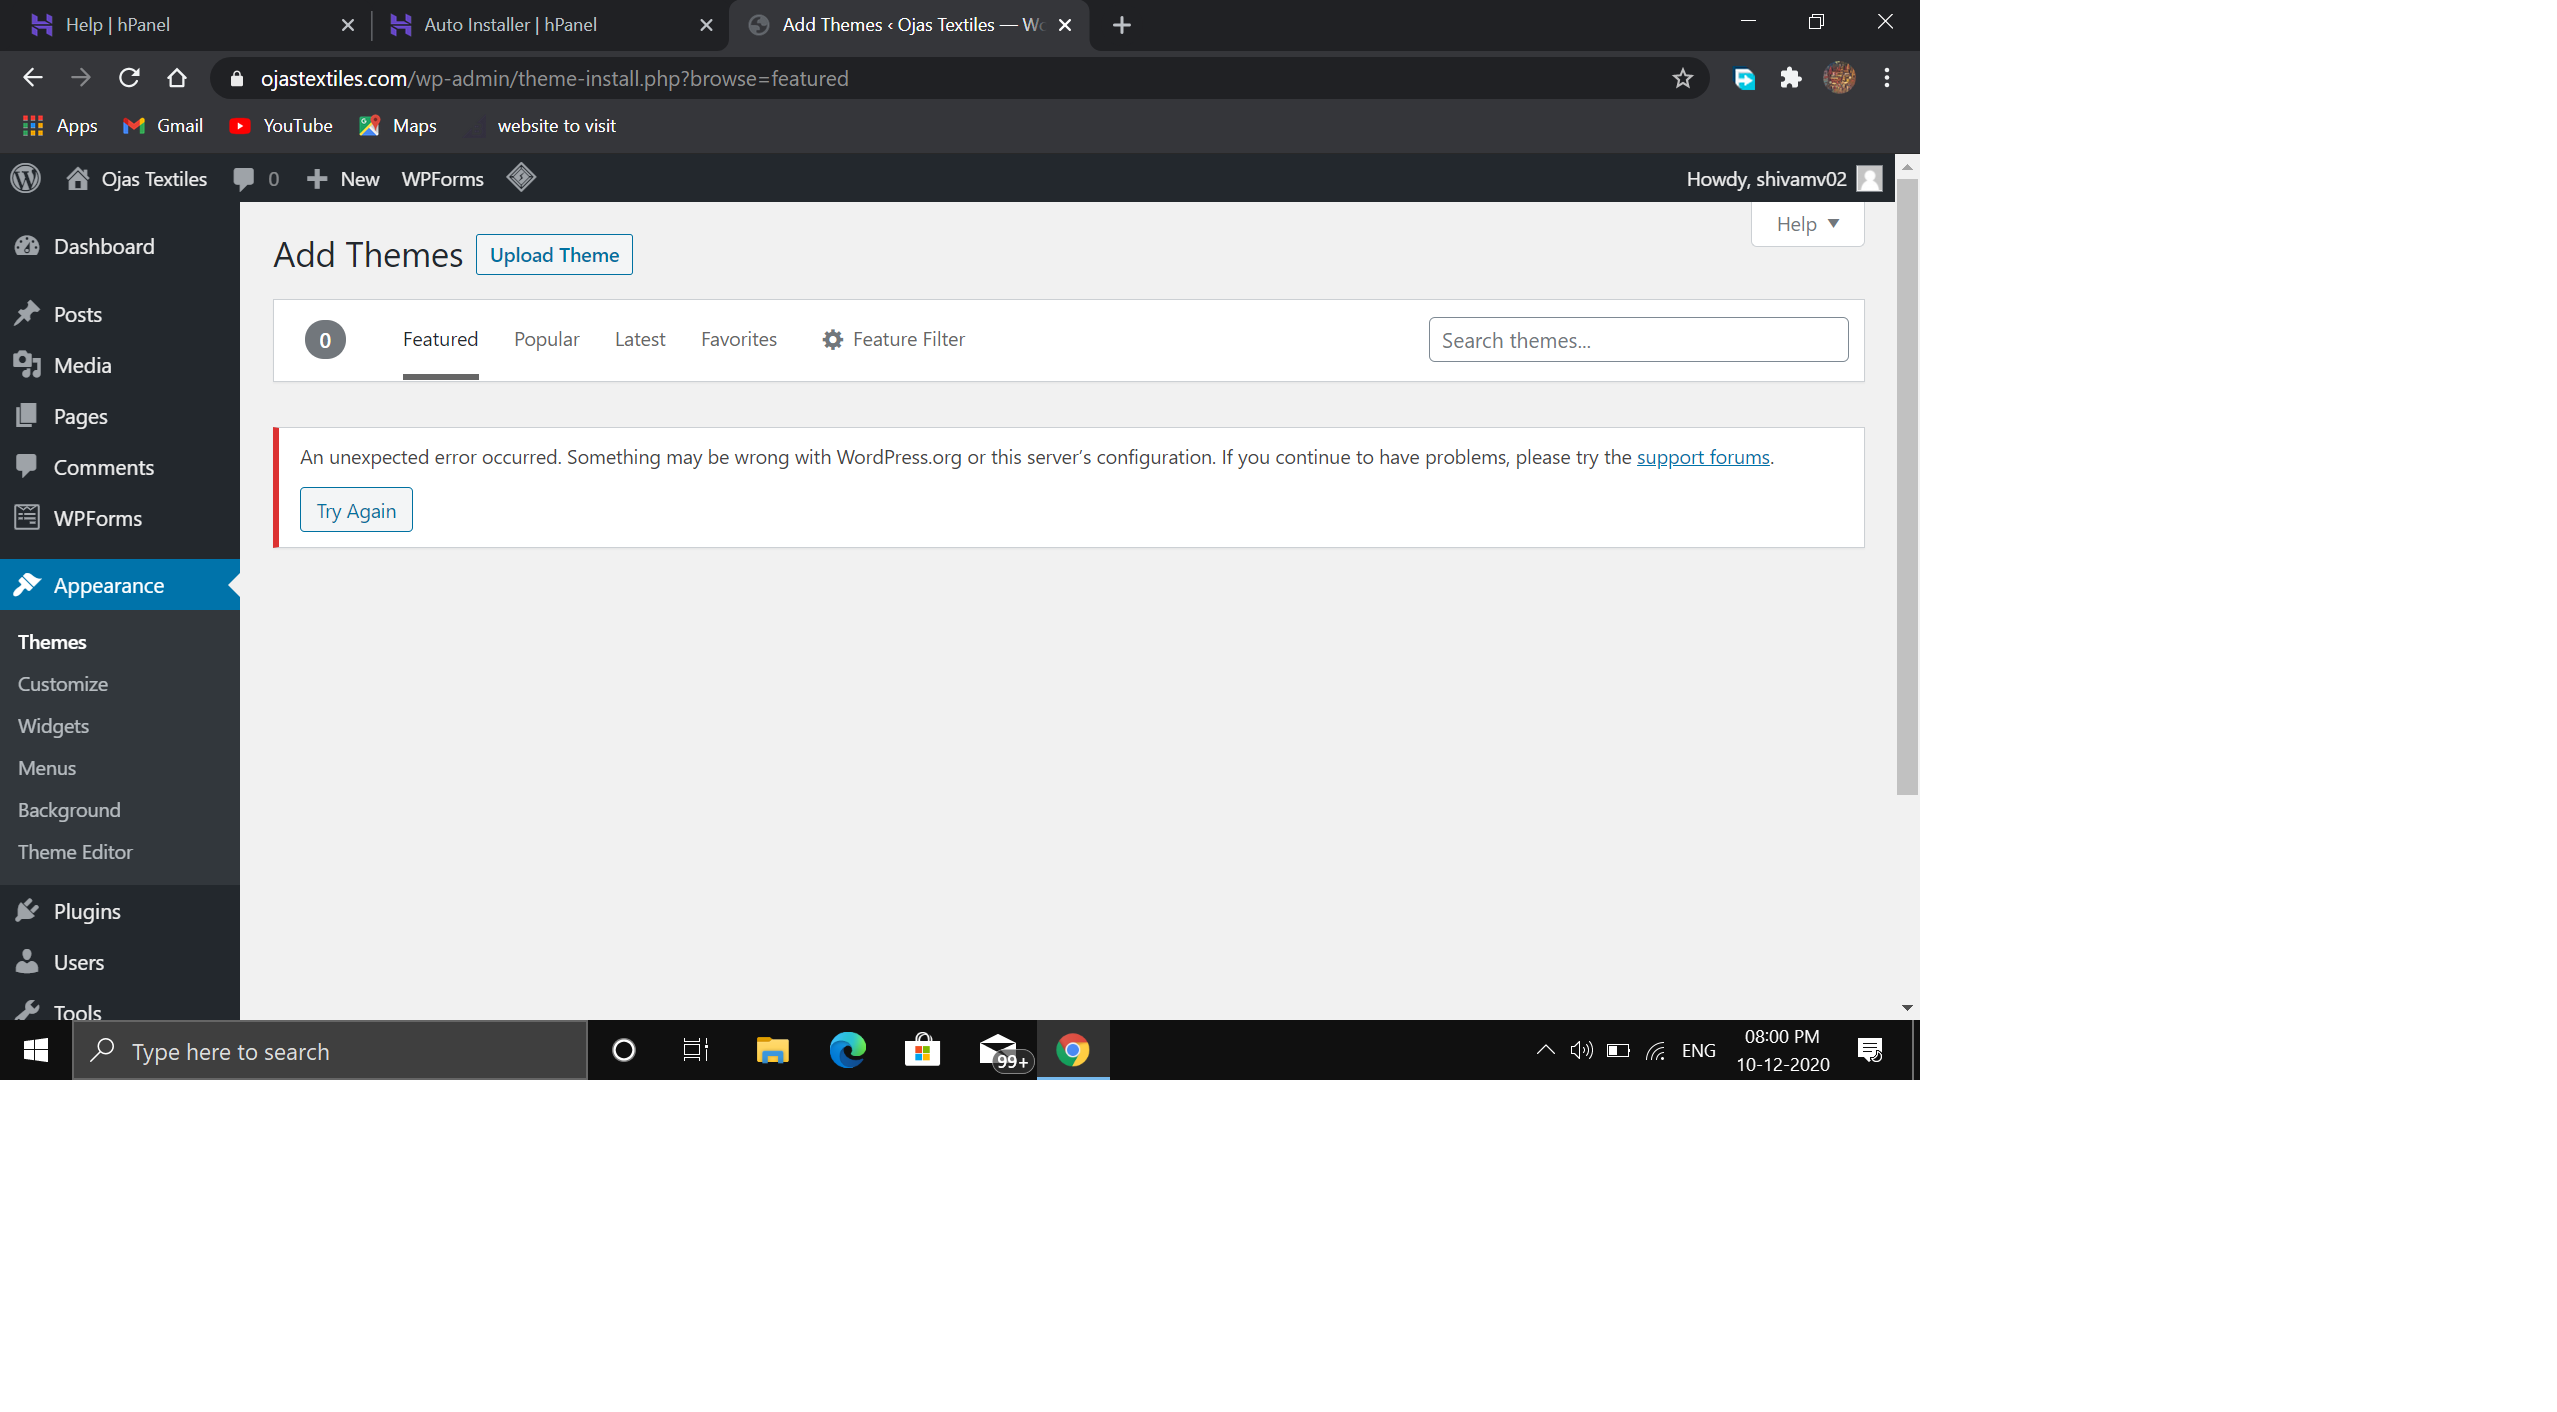 Help | hPanel
Auto Installer | hPanel
Add Themes ‹ Ojas Textiles — Wo
ojastextiles.com/wp-admin/theme-install.php?browse=featured
Apps
Gmail
YouTube
Maps
website to visit
Ojas Textiles
0
New
WPForms
Howdy, shivamv02
Help
Dashboard
Posts
Media
Pages
Comments
WPForms
Appearance
Themes
Customize
Widgets
Menus
Background
Theme Editor
Plugins
Users
Tools
Add Themes
Upload Theme
0
Featured
Popular
Latest
Favorites
Feature Filter
Search themes...
An unexpected error occurred. Something may be wrong with WordPress.org or this server’s configuration. If you continue to have problems, please try the support forums.
Try Again
Type here to search
99+
ENG
08:00 PM
10-12-2020